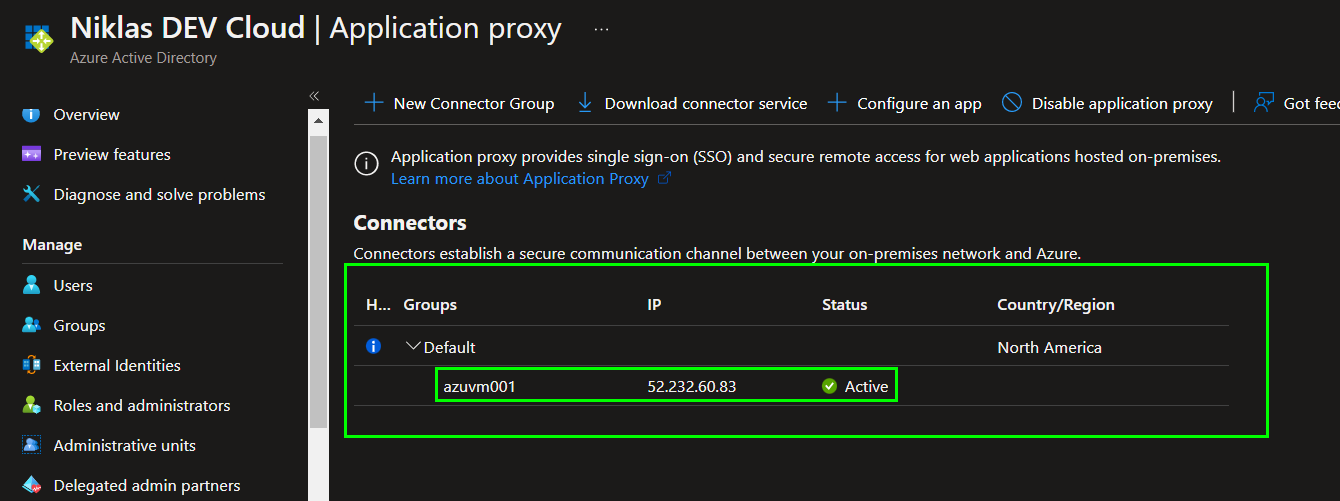 Niklas DEV Cloud | Application proxy ...
Azure Active Directory
«
Overview
Preview features
Diagnose and solve problems
Manage
Users
Groups
External Identities
Roles and administrators
Administrative units
Delegated admin partners
New Connector Group Download connector service Configure an app Disable application proxy Got
Application proxy provides single sign-on (SSO) and secure remote access for web applications hosted on-premises.
Learn more about Application Proxy
Connectors
Connectors establish a secure communication channel between your on-premises network and Azure.
H... Groups IP Status Country/Region
Default North America
azuvm001 52.232.60.83 Active